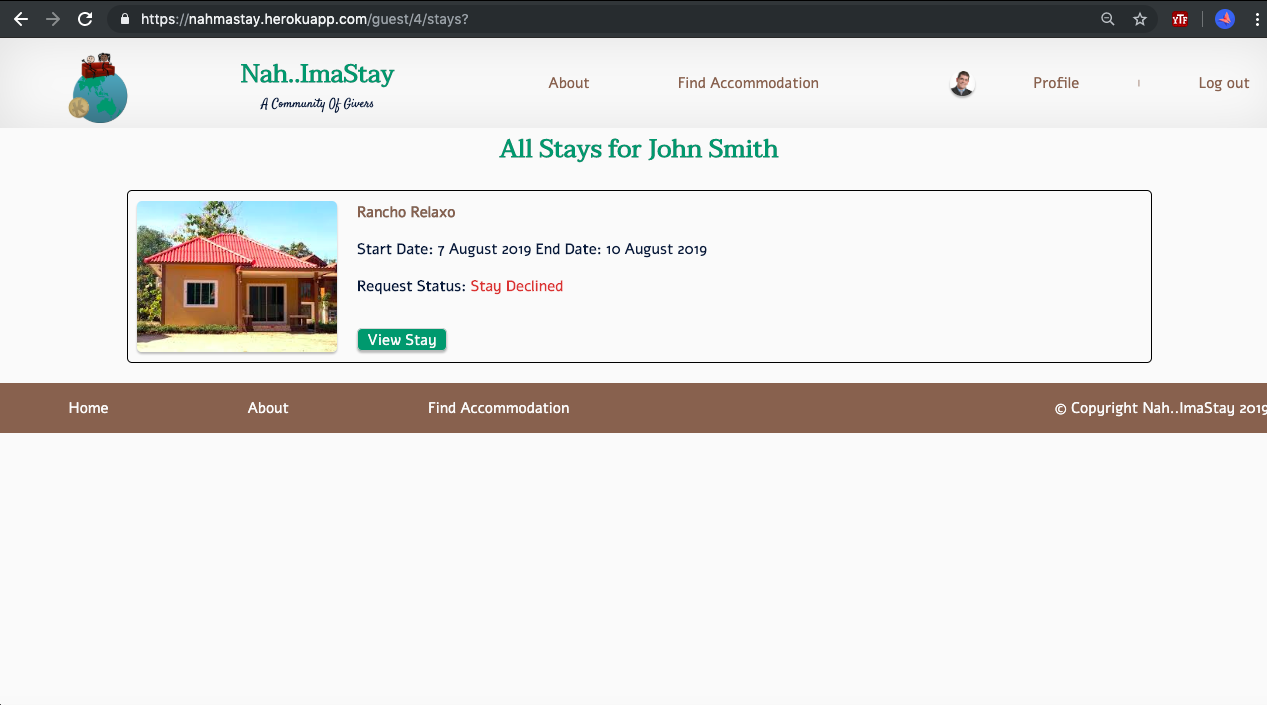 https://nahmastay.herokuapp.com/guest/4/stays?
YTP
Nah..ImaStay
A Community Of Givers
About
Find Accommodation
Profile
Log out
All Stays for John Smith
Rancho Relaxo
Start Date: 7 August 2019 End Date: 10 August 2019
Request Status: Stay Declined
View Stay
Home
About
Find Accommodation
© Copyright Nah..ImaStay 2019